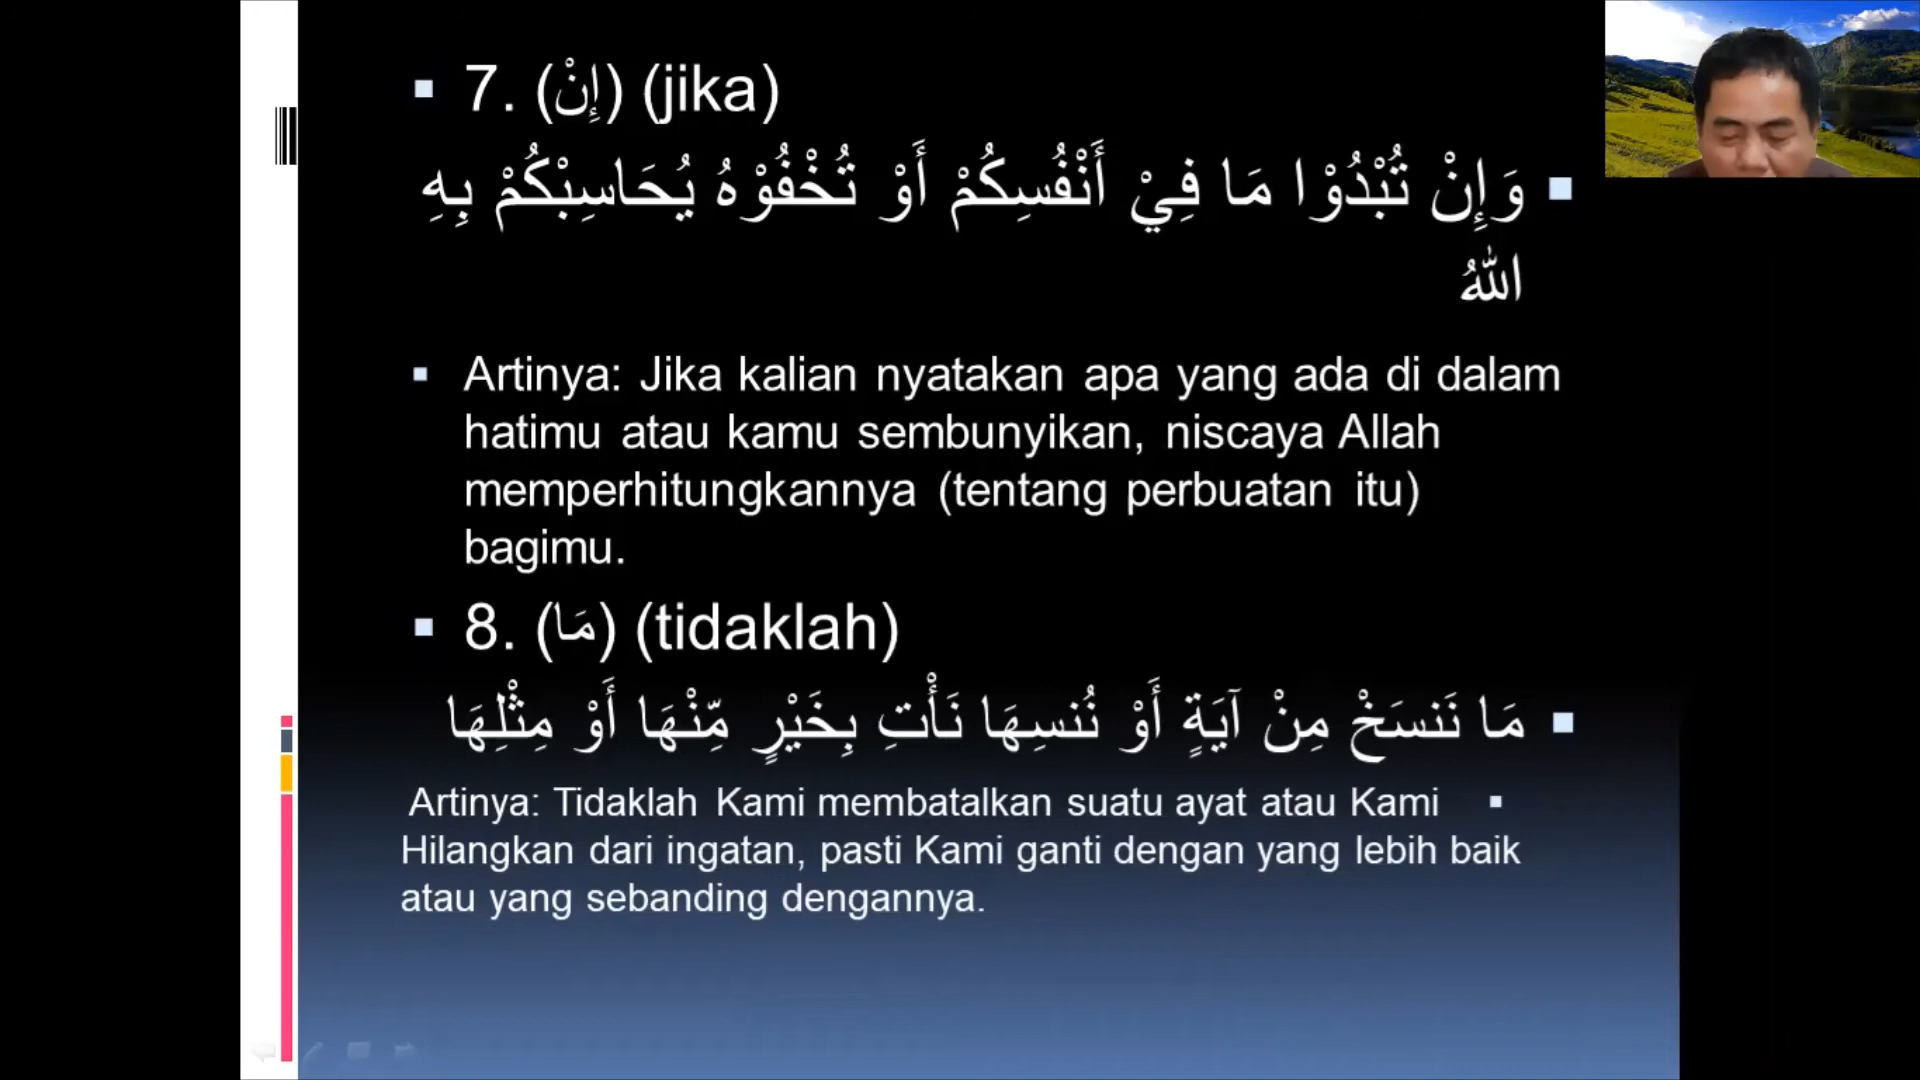 7. (إِنْ) (jika)
وَإِنْ تُبْدُوْا مَا فِيْ أَنْفُسِكُمْ أَوْ تُخْفُوْهُ يُحَاسِبْكُمْ بِهِ
اللّٰهُ
Artinya: Jika kalian nyatakan apa yang ada di dalam
hatimu atau kamu sembunyikan, niscaya Allah
memperhitungkannya (tentang perbuatan itu)
bagimu.
8. (مَا) (tidaklah)
مَا نَنسَخْ مِنْ آيَةٍ أَوْ نُنسِهَا نَأْتِ بِخَيْرٍ مِّنْهَا أَوْ مِثْلِهَا
Artinya: Tidaklah Kami membatalkan suatu ayat atau Kami
Hilangkan dari ingatan, pasti Kami ganti dengan yang lebih baik
atau yang sebanding dengannya.